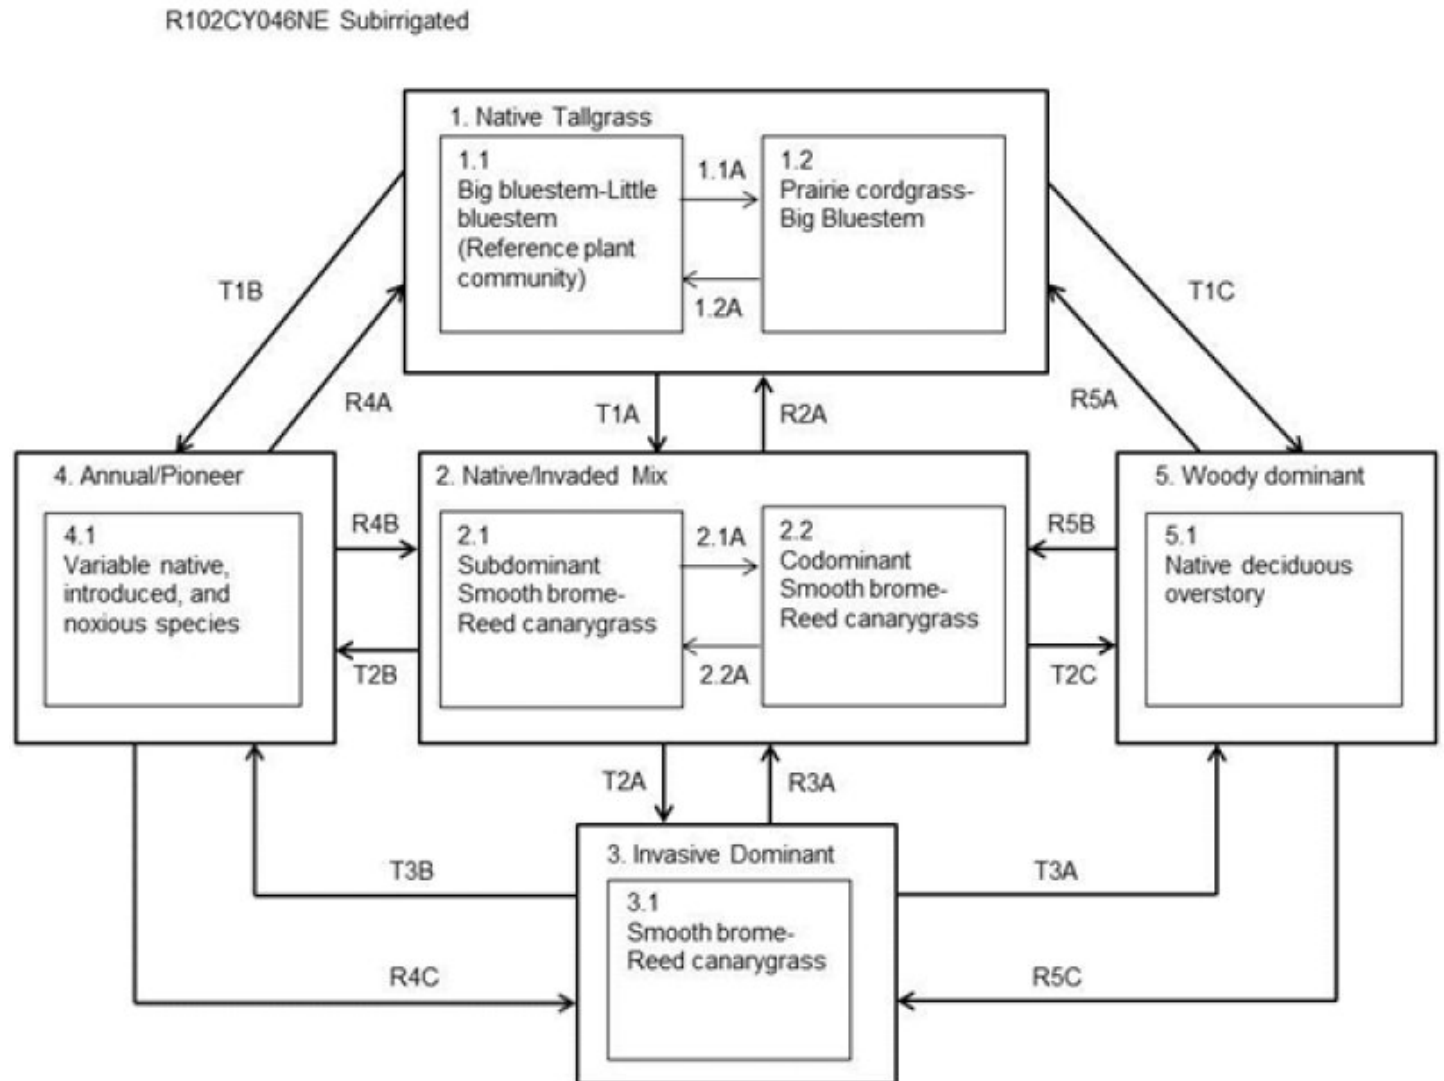 R102CY046NE Subirrigated
1. Native Tallgrass
1.1
Big bluestem-Little
bluestem
(Reference plant
community)
1.1A
1.2A
1.2
Prairie cordgrass-
Big Bluestem
T1B
R4A
T1A
R2A
R5A
T1C
4. Annual/Pioneer
4.1
Variable native,
introduced, and
noxious species
R4B
T2B
2. Native/Invaded Mix
2.1
Subdominant
Smooth brome-
Reed canarygrass
2.1A
2.2A
2.2
Codominant
Smooth brome-
Reed canarygrass
R5B
T2C
5. Woody dominant
5.1
Native deciduous
overstory
T2A
R3A
T3B
T3A
3. Invasive Dominant
3.1
Smooth brome-
Reed canarygrass
R4C
R5C